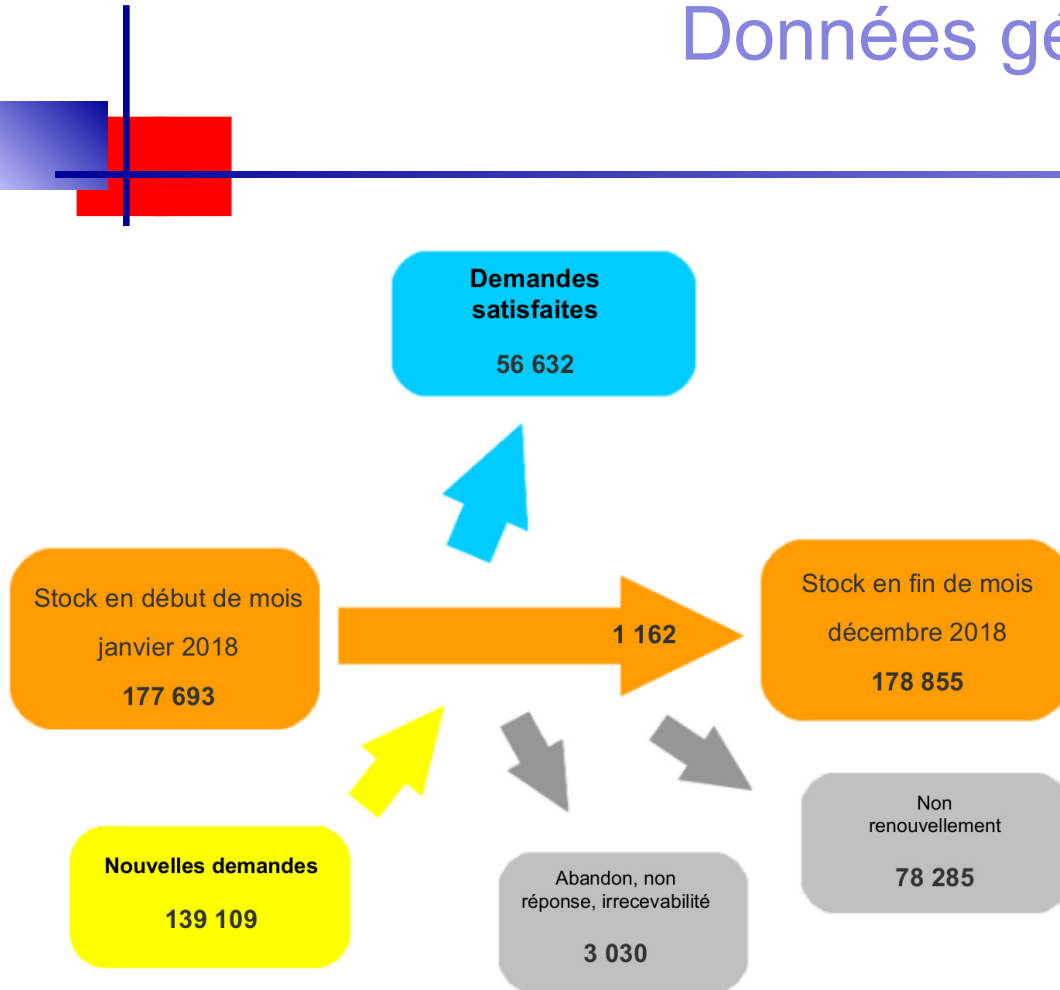 Données gé
Demandes
satisfaites
56 632
Stock en début de mois
janvier 2018
177 693
1 162
Stock en fin de mois
décembre 2018
178 855
Nouvelles demandes
139 109
Abandon, non
réponse, irrecevabilité
3 030
Non
renouvellement
78 285